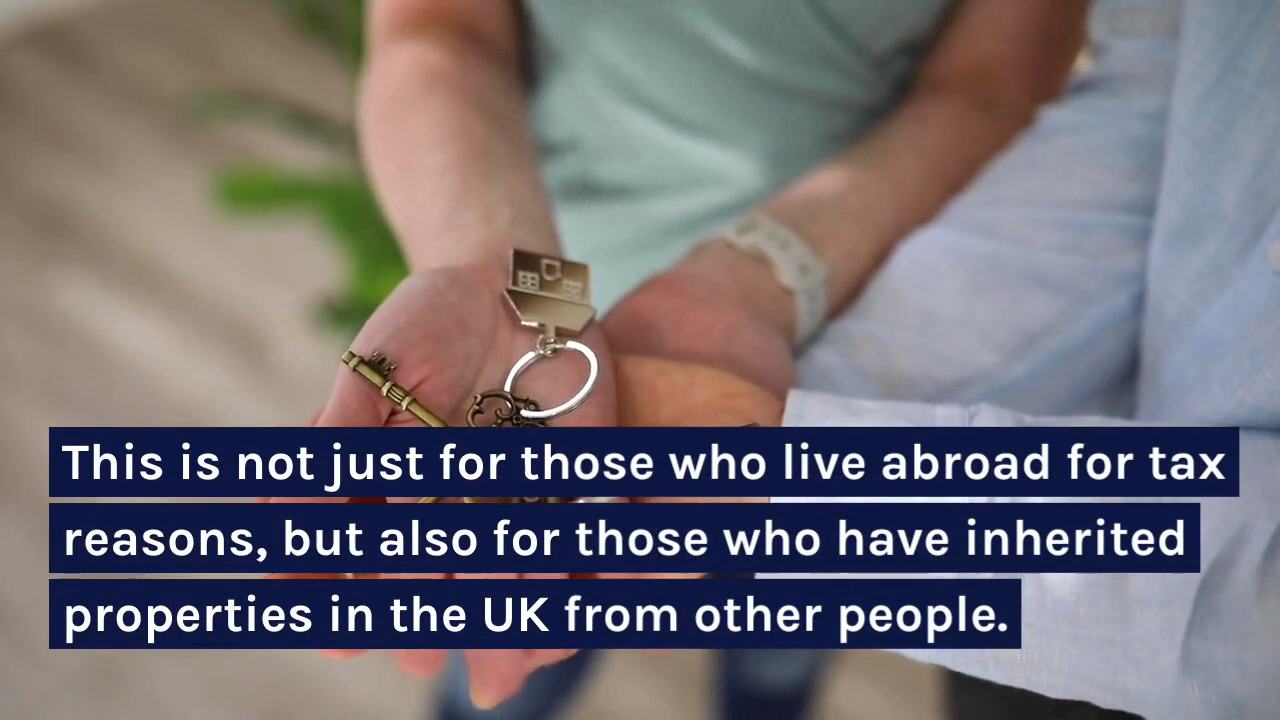 This is not just for those who live abroad for tax
reasons, but also for those who have inherited
properties in the UK from other people.